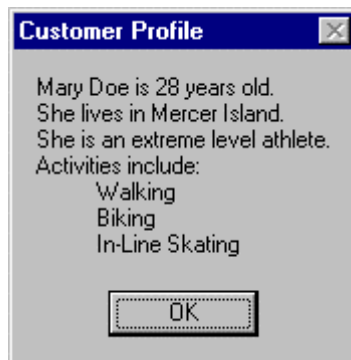 Customer Profile
Mary Doe is 28 years old.
She lives in Mercer Island.
She is an extreme level athlete.
Activities include:
Walking
Biking
In-Line Skating
OK